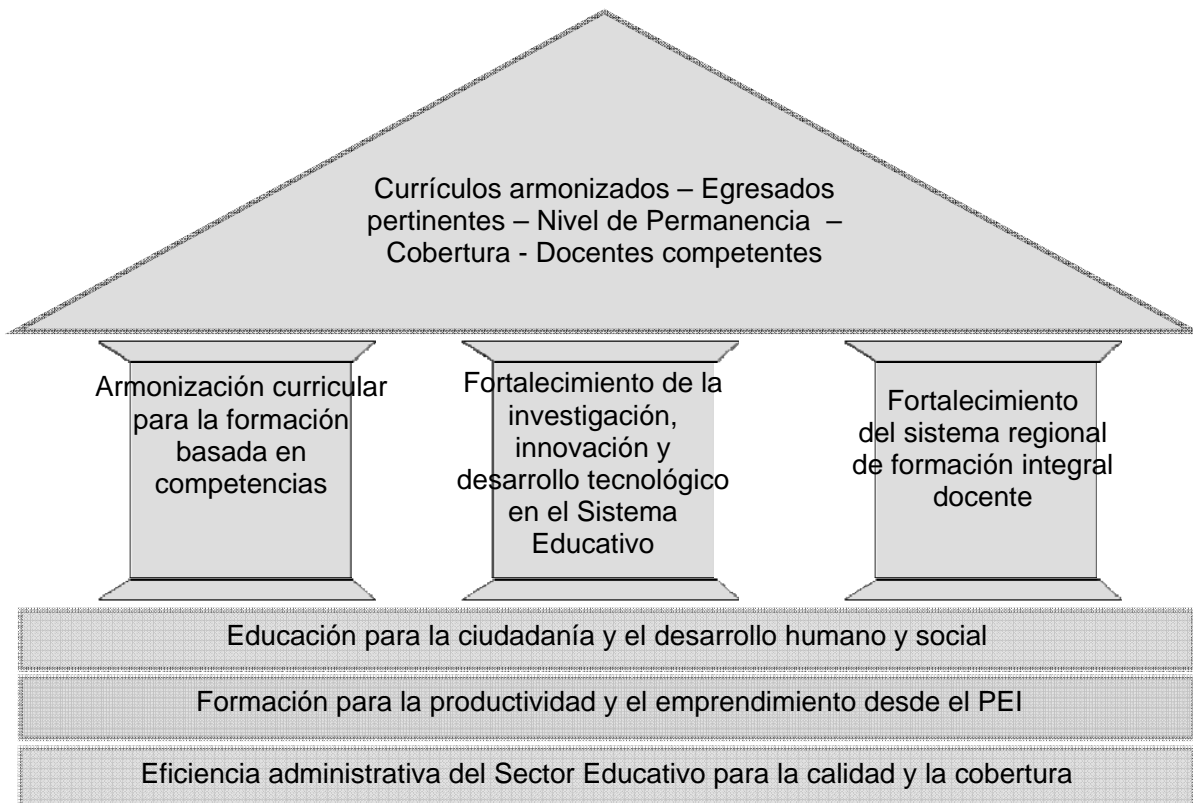 Currículos armonizados – Egresados
pertinentes – Nivel de Permanencia –
Cobertura - Docentes competentes
Armonización curricular
para la formación
basada en
competencias
Fortalecimiento de la
investigación,
innovación y
desarrollo tecnológico
en el Sistema
Educativo
Fortalecimiento
del sistema regional
de formación integral
docente
Educación para la ciudadanía y el desarrollo humano y social
Formación para la productividad y el emprendimiento desde el PEI
Eficiencia administrativa del Sector Educativo para la calidad y la cobertura